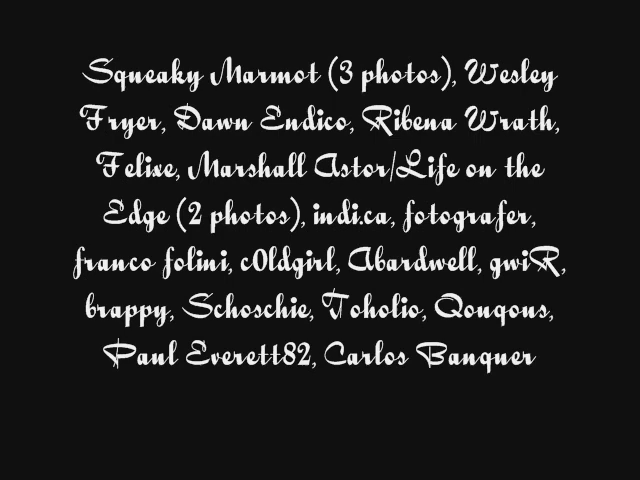 Squeaky Marmot (3 photos), Wesley
Fryer, Dawn Endico, Ribena Wrath,
Felixe, Marshall Astor/Life on the
Edge (2 photos), indi.ca, fotografer,
franco folini, c0ldgirl, Abardwell, gwiR,
brappy, Schoschie, Toholio, Qouqous,
Paul Everett82, Carlos Banquer